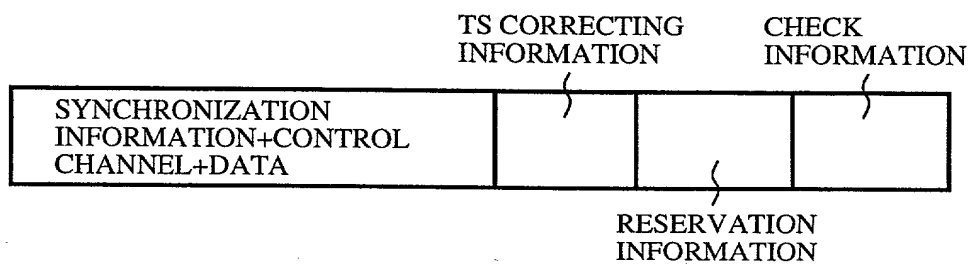 TS CORRECTING
INFORMATION
CHECK
INFORMATION
SYNCHRONIZATION
INFORMATION+CONTROL
CHANNEL+DATA
RESERVATION
INFORMATION